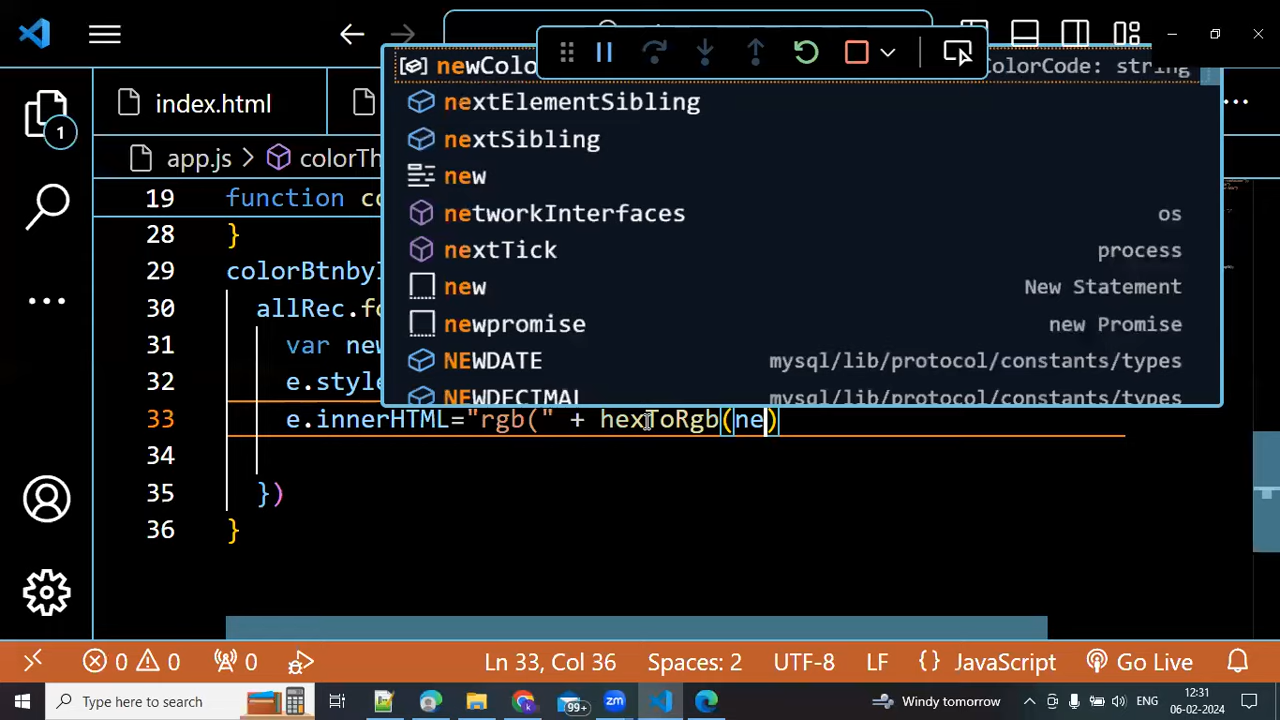 newColo
ColorCode: string
index.html
nextElementSibling
nextSibling
app.js > colorTh
new
19 function co
networkInterfaces os
28 }
nextTick process
29 colorBtnby
new New Statement
30 allRec.fo
newpromise new Promise
31 var new
NEWDATE mysql/lib/protocol/constants/types
32 e.style
NEWDECIMAL mysql/lib/protocol/constants/types
33 e.innerHTML="rgb(" + hexToRgb(ne)
34
35 })
36 }
1
0 0 0 Ln 33, Col 36 Spaces: 2 UTF-8 LF {} JavaScript Go Live
Type here to search 99+ zm Windy tomorrow ENG 12:31
06-02-2024